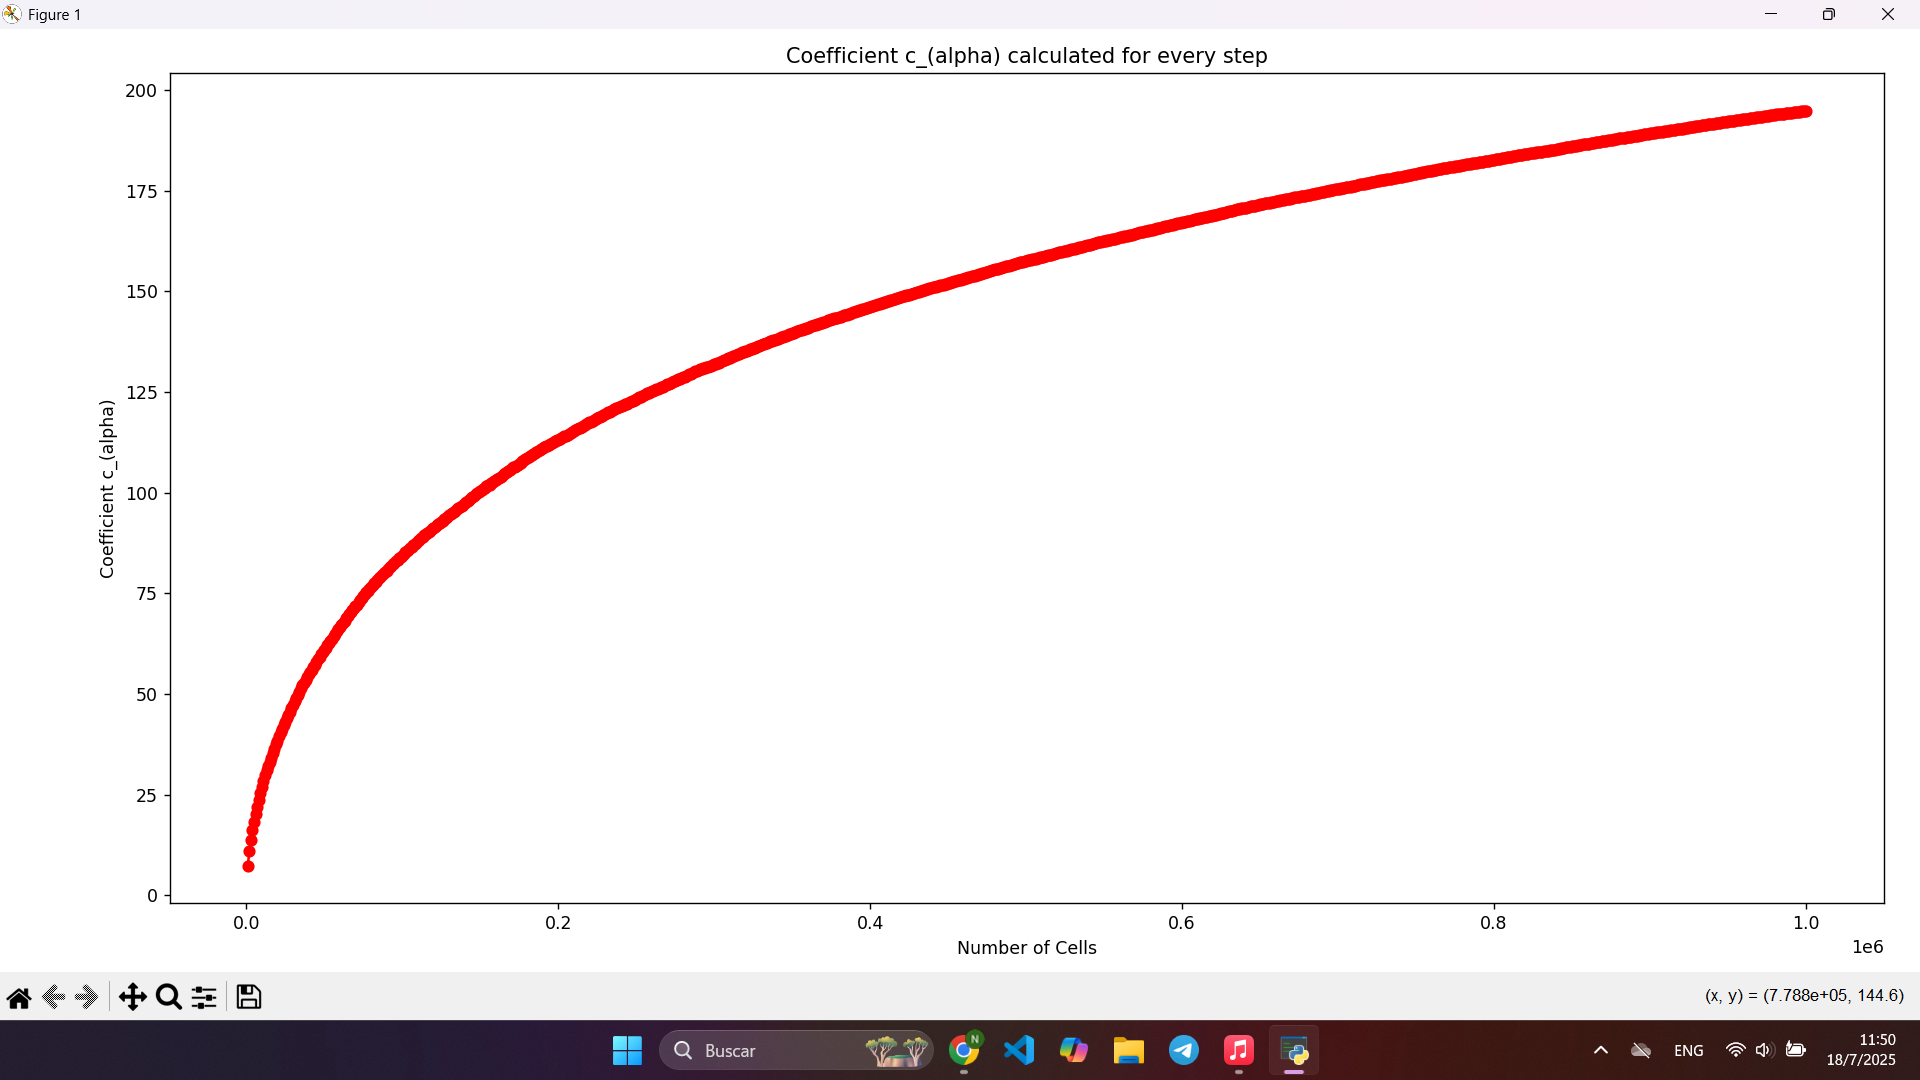 Figure 1
Coefficient c_(alpha) calculated for every step
200
175
150
125
100
75
50
25
0
Coefficient c_(alpha)
0.0 0.2 0.4 0.6 0.8 1.0
1e6
Number of Cells
(x, y) = (7.788e+05, 144.6)
Buscar
N
ENG
11:50
18/7/2025